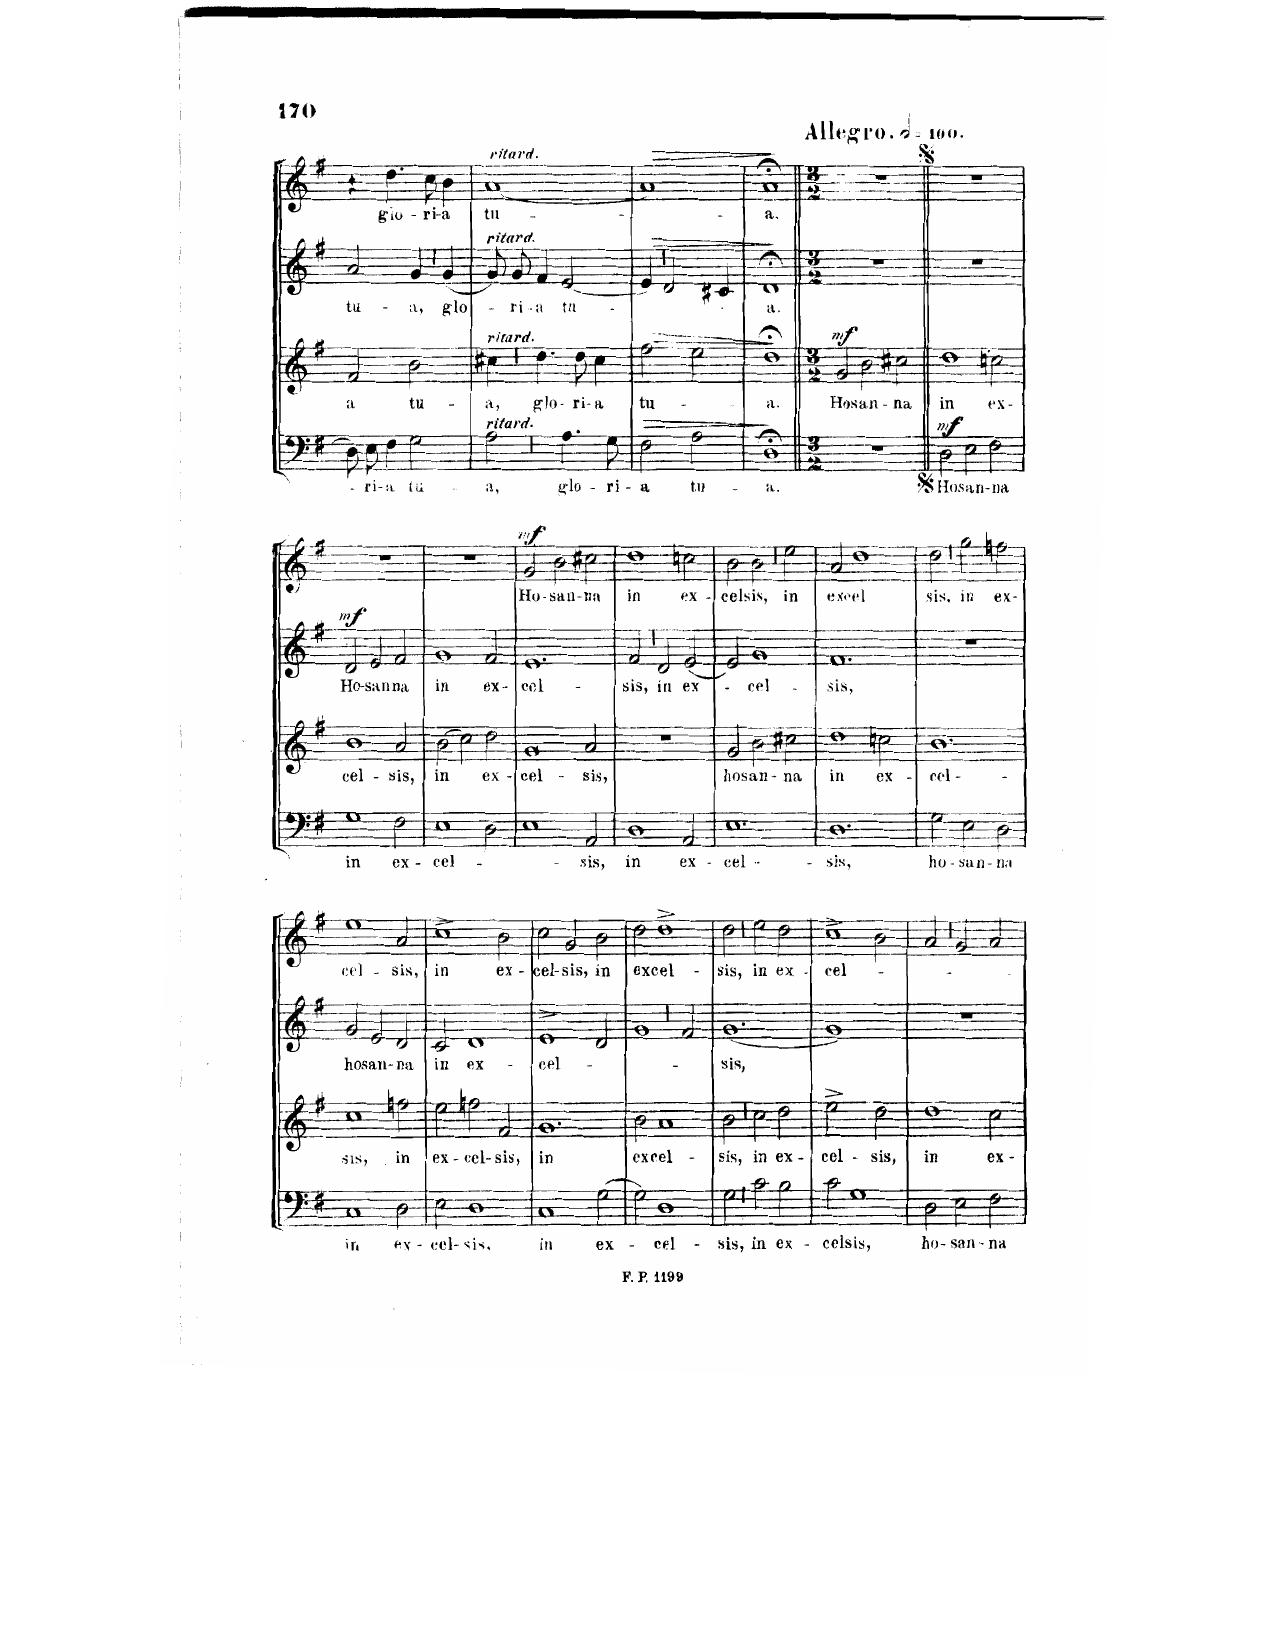 170
Allegro. = 100.
ritard.
glo - ri-a tu - - - a.
ritard.
tu - a, glo - ri-a tu - - a.
ritard. mf
3 2
a tu - a, glo-ri-a tu - a. Hosan-na in ex-
ritard. mf
- ri-a tu - a, glo - ri - a tu - a. Hosan-na
mf
Ho-san-na in ex - celsis, in excel sis, in ex-
mf
Ho-sanna in ex - cel - sis, in ex - cel - sis,
cel - sis, in ex - cel - sis, hosan - na in ex - cel -
in ex - cel - - sis, in ex - cel - - sis, ho - san - na
cel - sis, in ex - cel-sis, in excel - sis, in ex - cel - - -
hosan-na in ex - cel - - sis,
sis, in ex - cel-sis, in excel - sis, in ex - cel - sis, in ex -
in ex - cel-sis, in ex - cel - sis, in ex - celsis, ho - san - na
F. P. 1199